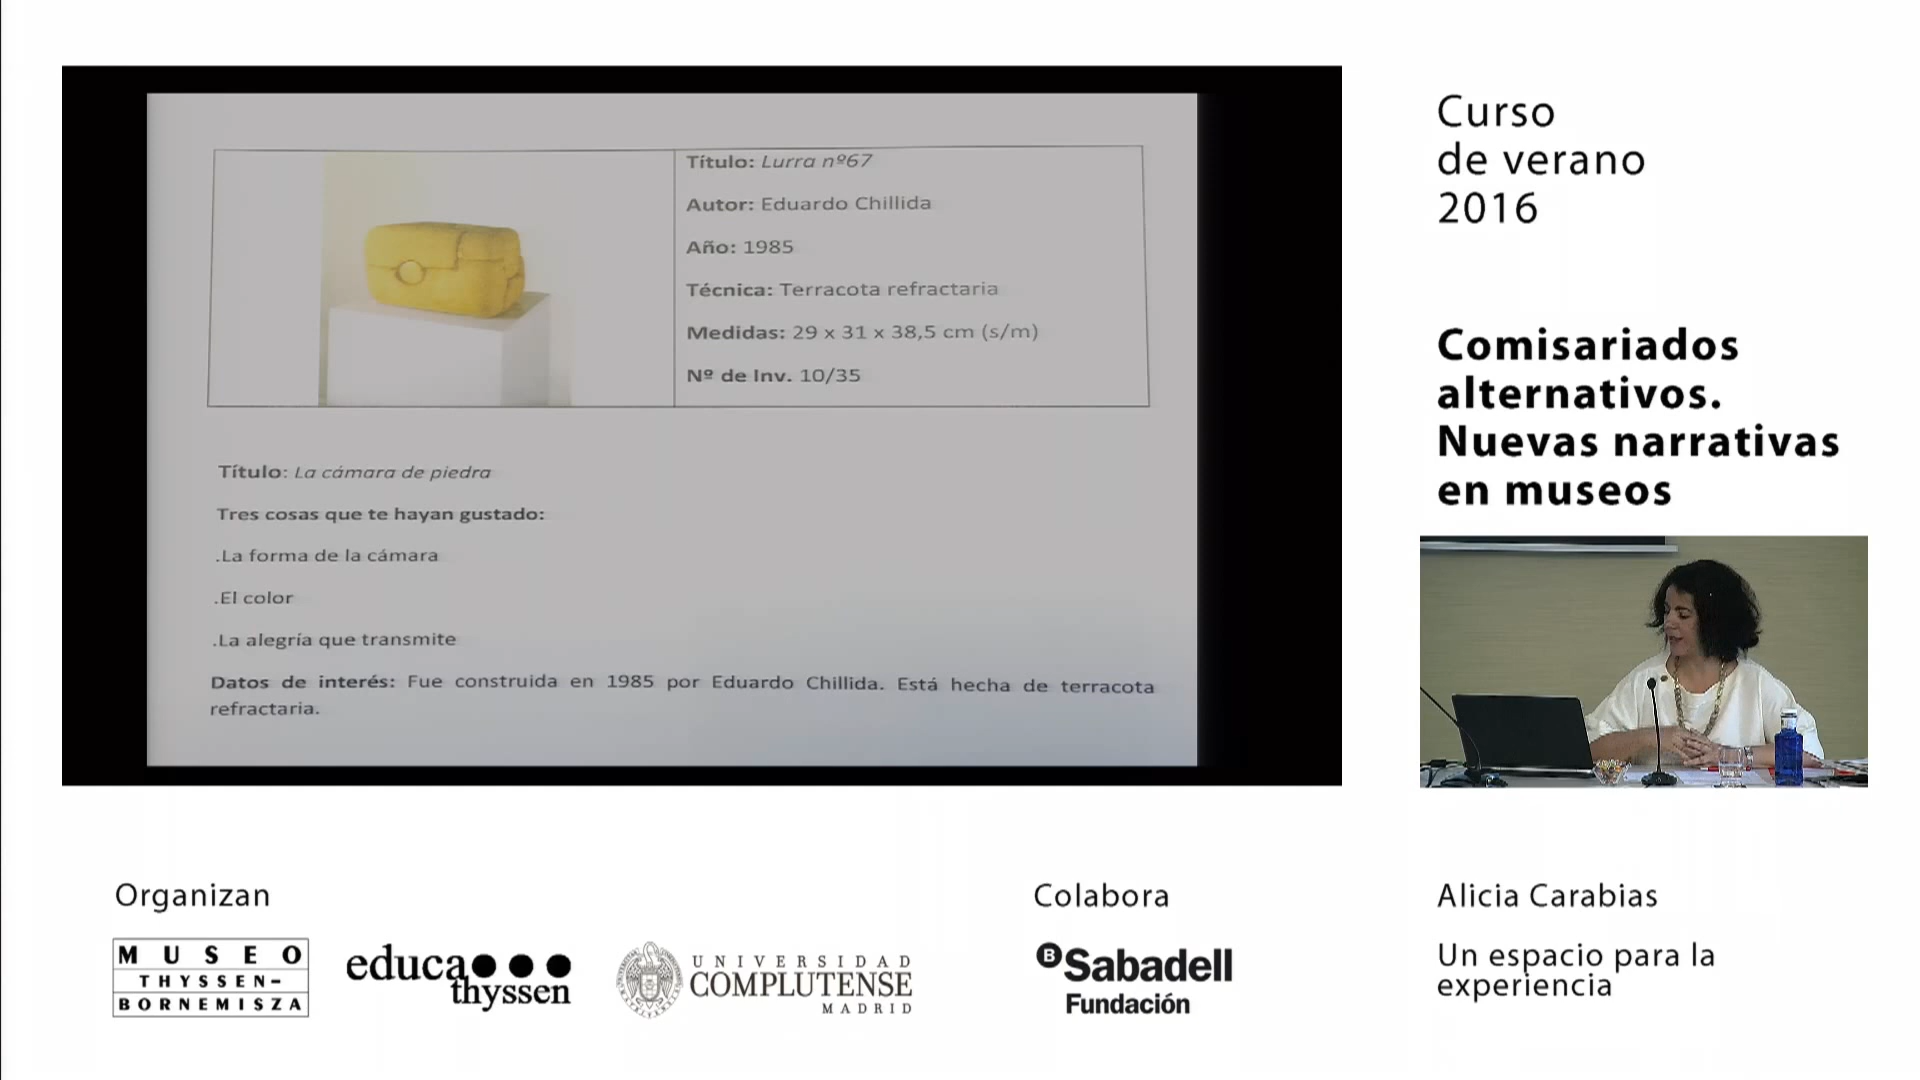 Título: Lurra nº67
Autor: Eduardo Chillida
Año: 1985
Técnica: Terracota refractaria
Medidas: 29 x 31 x 38,5 cm (s/m)
Nº de Inv. 10/35
Título: La cámara de piedra
Tres cosas que te hayan gustado:
.La forma de la cámara
.El color
.La alegría que transmite
Datos de interés: Fue construida en 1985 por Eduardo Chillida. Está hecha de terracota
refractaria.
Curso
de verano
2016
Comisariados
alternativos.
Nuevas narrativas
en museos
Organizan
MUSEO
THYSSEN-
BORNEMISZA
educa
thyssen
UNIVERSIDAD
COMPLUTENSE
MADRID
Colabora
B Sabadell
Fundación
Alicia Carabias
Un espacio para la
experiencia